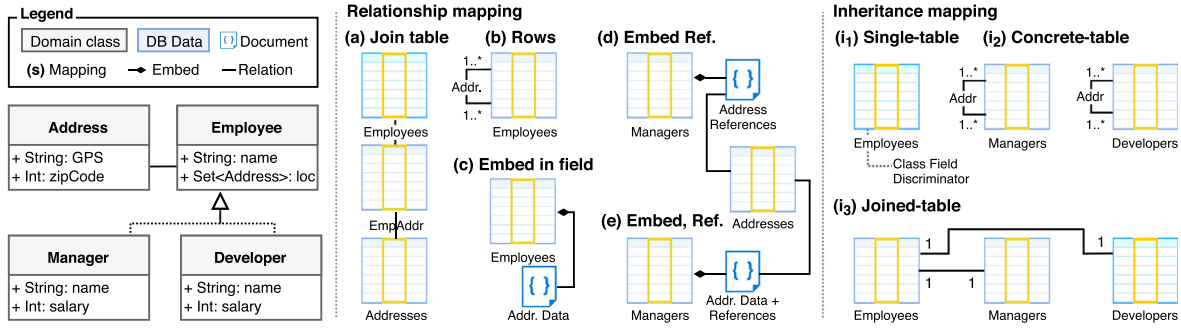 Legend
Domain class
DB Data
{ }
Document
(s) Mapping
Embed
Relation
Address
+ String: GPS
+ Int: zipCode
Employee
+ String: name
+ Set<Address>: loc
Manager
+ String: name
+ Int: salary
Developer
+ String: name
+ Int: salary
Relationship mapping
(a) Join table
Employees
EmpAddr
Addresses
(b) Rows
1..*
Addr.
1..*
Employees
(c) Embed in field
Employees
{ }
Addr. Data
(d) Embed Ref.
Managers
{ }
Address
References
Addresses
(e) Embed, Ref.
Managers
{ }
Addr. Data +
References
Inheritance mapping
(i1) Single-table
Employees
Class Field
Discriminator
(i2) Concrete-table
1..*
Addr
1..*
Managers
1..*
Addr
1..*
Developers
(i3) Joined-table
1
1
1
1
Employees
Managers
Developers